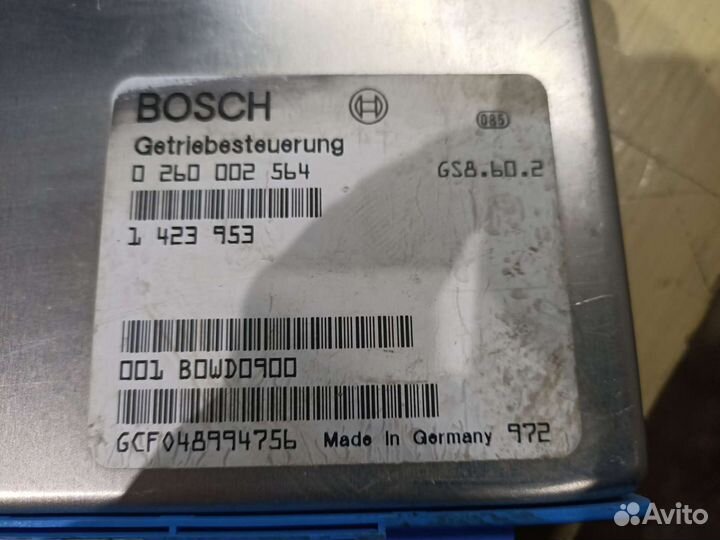 BOSCH
085
Getriebesteuerung
0 260 002 564 GS8.60.2
1 423 953
001 B0WD0900
GCF048994756 Made in Germany 972
Avito